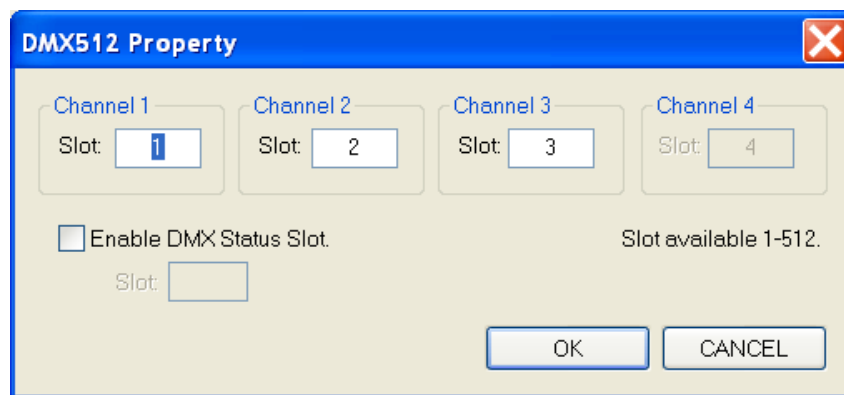 DMX512 Property
Channel 1 Channel 2 Channel 3 Channel 4
Slot: 1 Slot: 2 Slot: 3 Slot: 4
Enable DMX Status Slot. Slot available 1-512.
Slot:
OK CANCEL